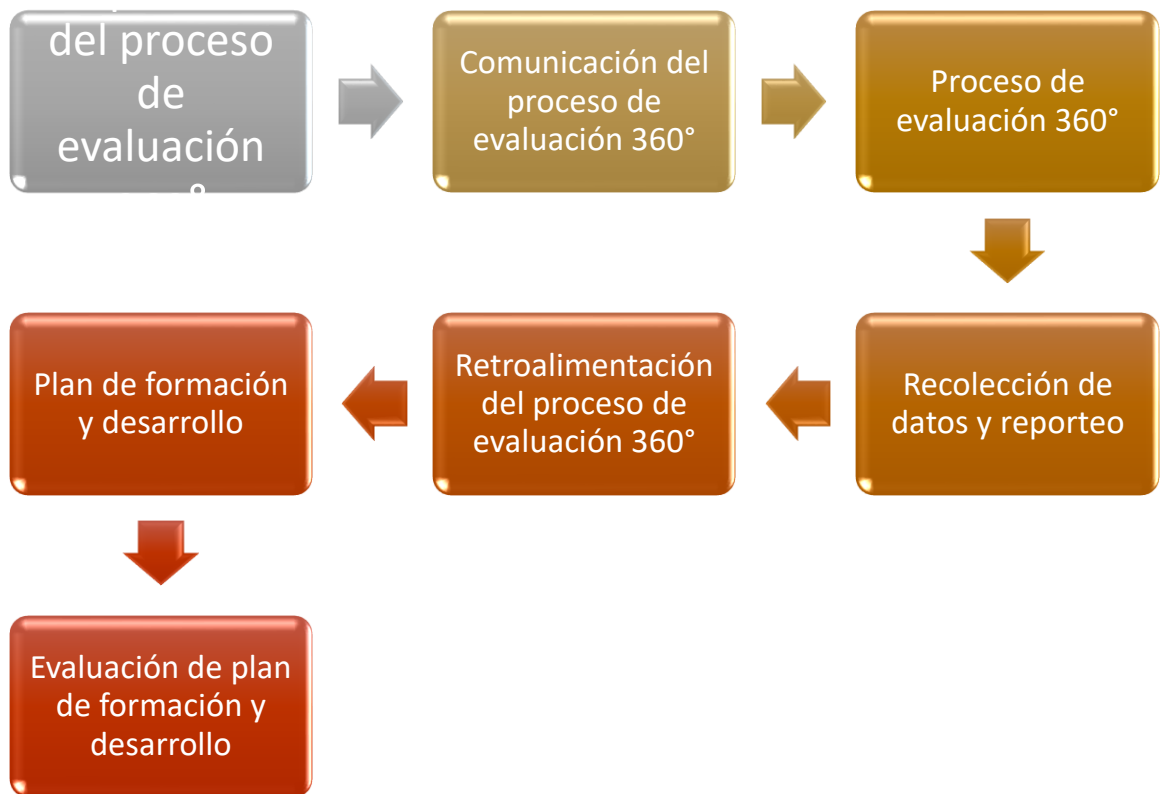 del proceso
de
evaluación
Comunicación del
proceso de
evaluación 360°
Proceso de
evaluación 360°
Recolección de
datos y reporteo
Retroalimentación
del proceso de
evaluación 360°
Plan de formación
y desarrollo
Evaluación de plan
de formación y
desarrollo